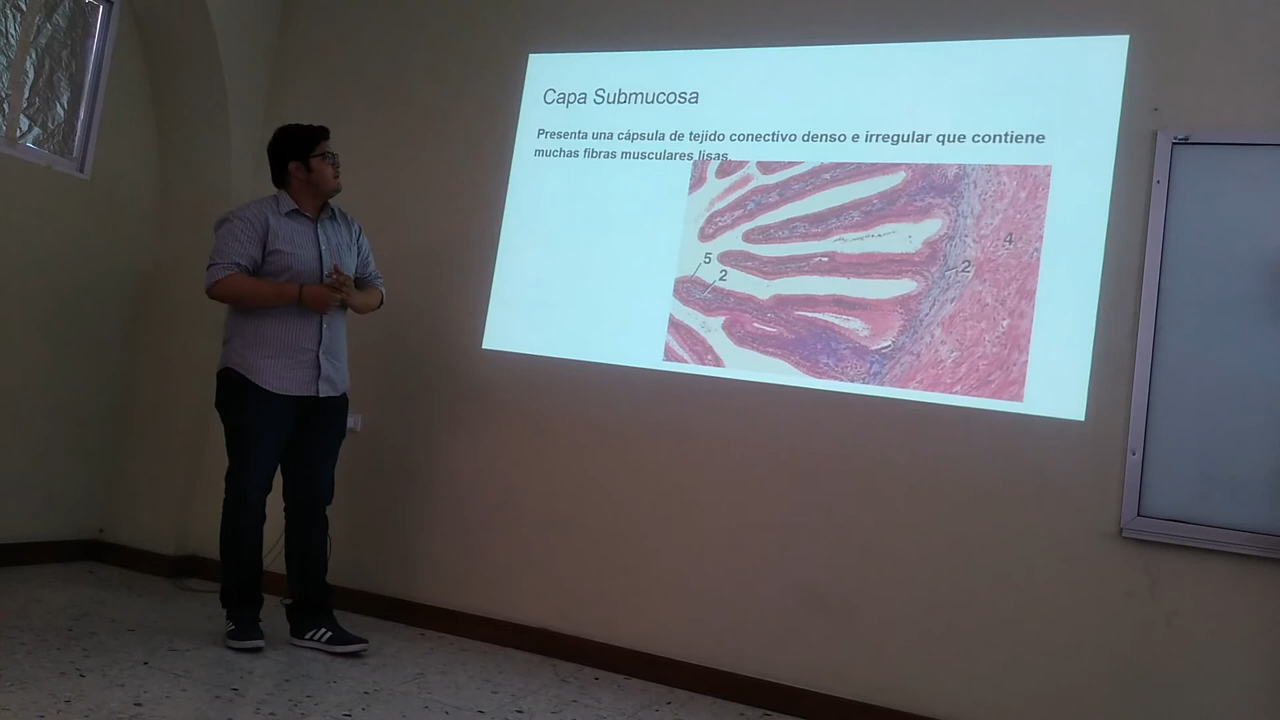 Capa Submucosa
Presenta una cápsula de tejido conectivo denso e irregular que contiene
muchas fibras musculares lisas.
4
5
2
2